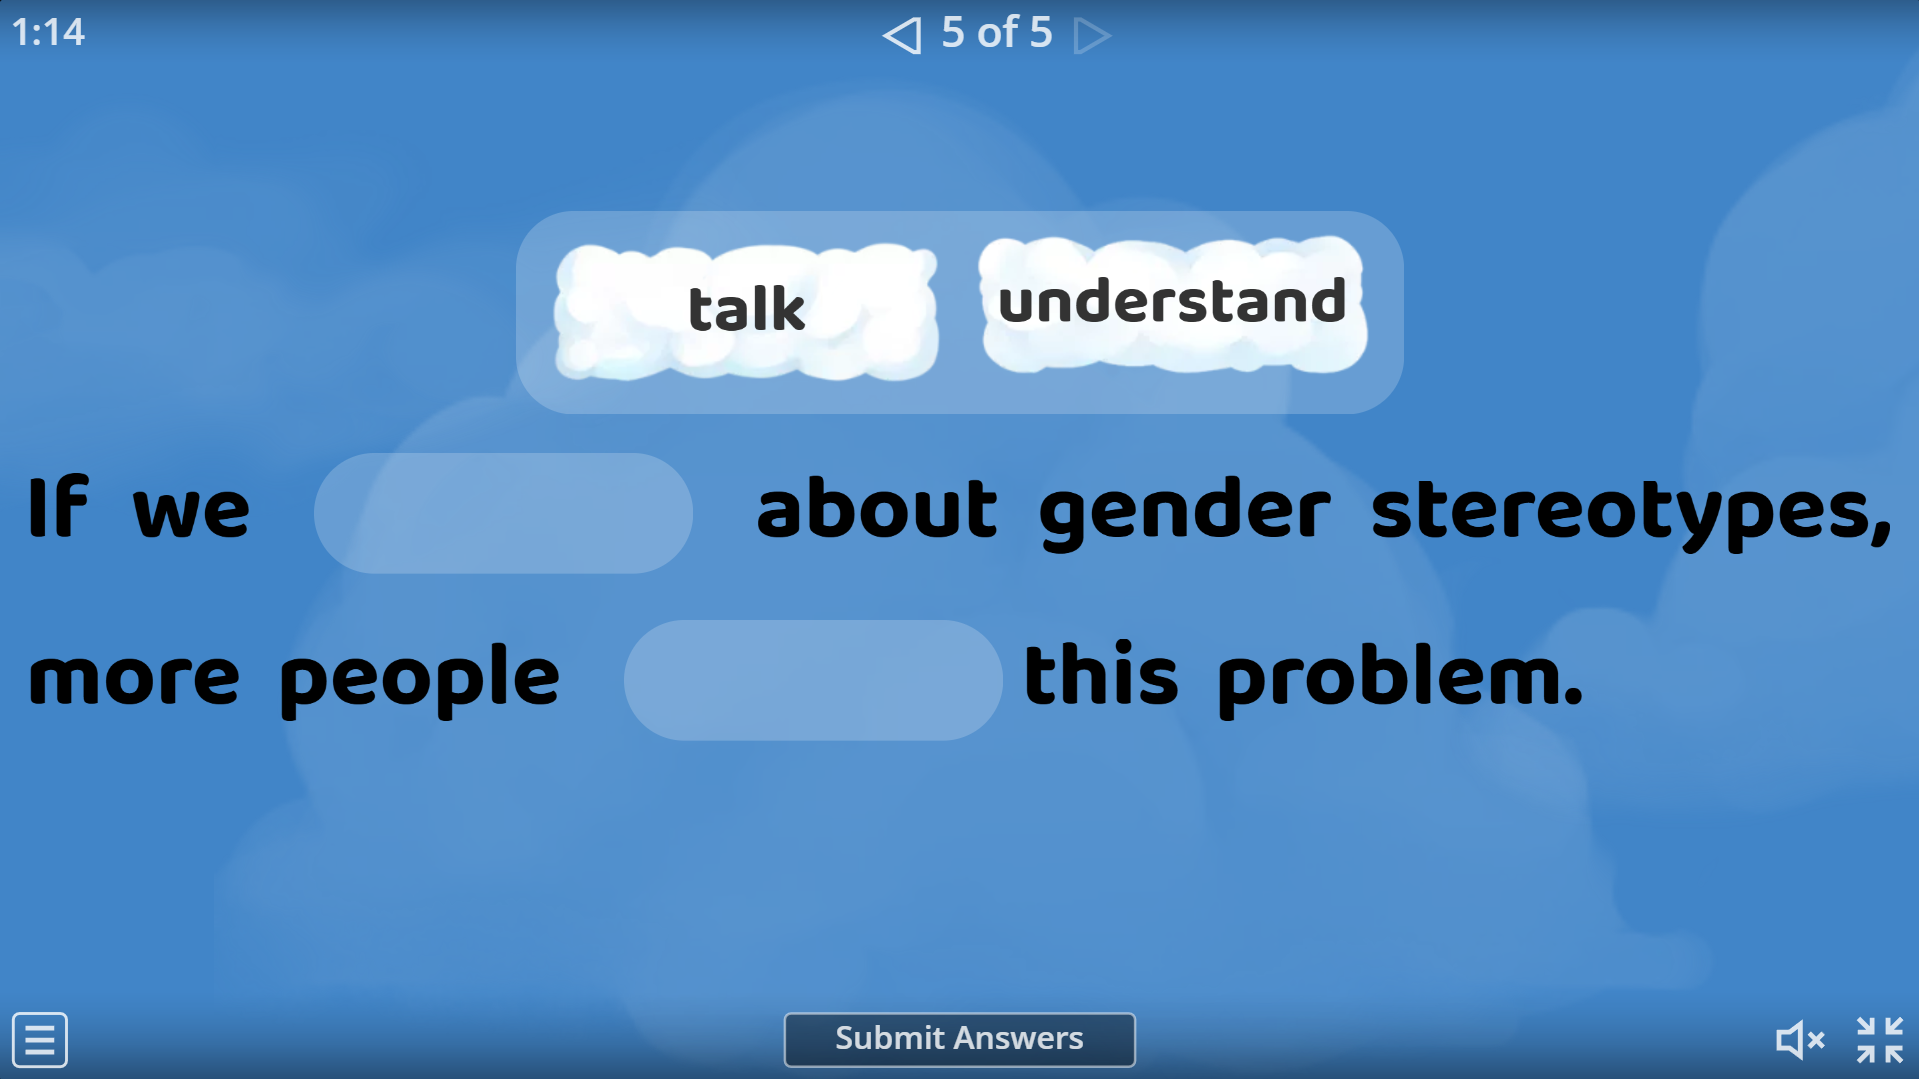 1:14
5 of 5
talk
understand
If we about gender stereotypes,
more people this problem.
Submit Answers